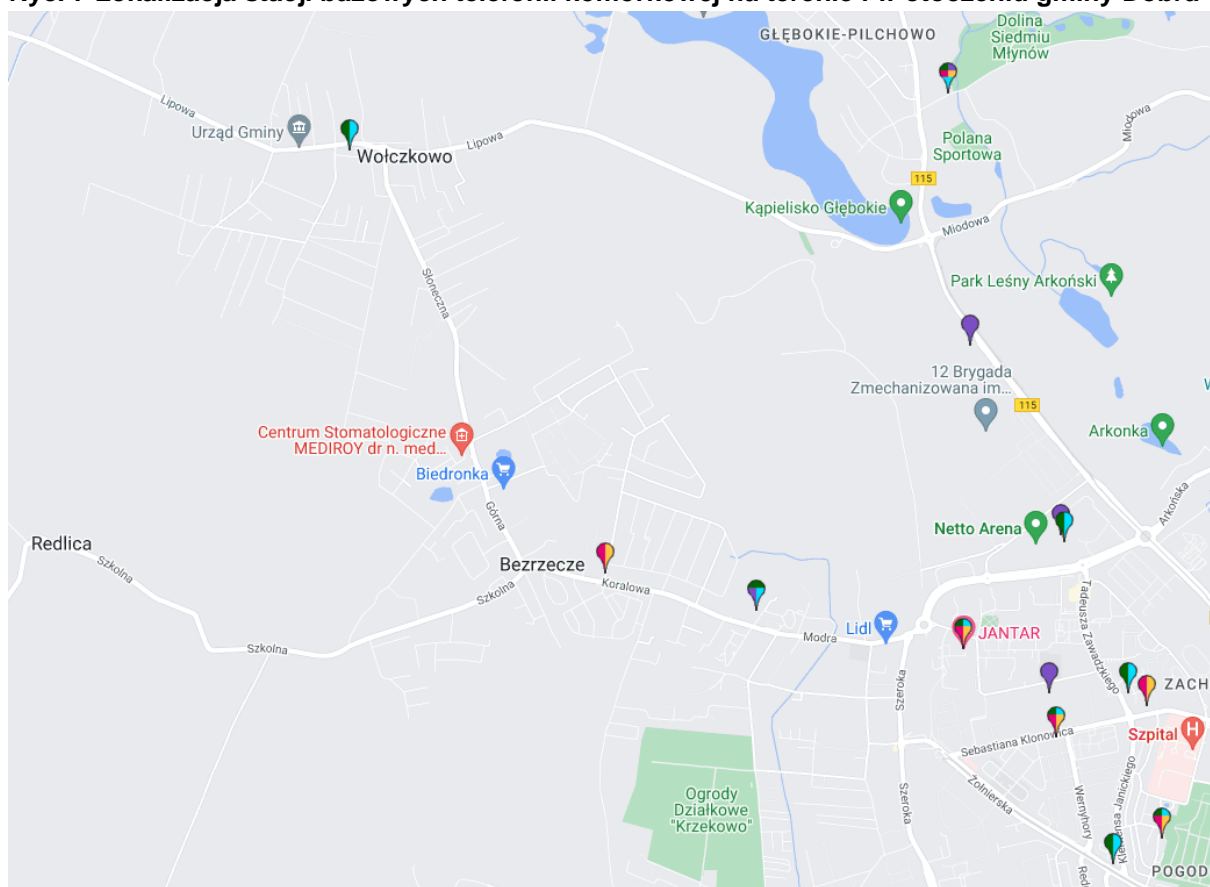 GŁĘBOKIE-PILCHOWO
Dolina
Siedmiu
Młynów
Lipowa
Urząd Gminy
Wołczkowo
Lipowa
Miodowa
Polana
Sportowa
115
Kąpielisko Głębokie
Miodowa
Słoneczna
Park Leśny Arkoński
12 Brygada
Zmechanizowana im...
115
Centrum Stomatologiczne
MEDIROY dr n. med...
Arkonka
Biedronka
Górna
Arkońska
Netto Arena
Redlica
Szkolna
Bezrzecze
Koralowa
Szkolna
Tadeusza Zawadzkiego
Lidl
JANTAR
Modra
Szkolna
Szeroka
ZACH
Sebastiana Klonowica
Szpital
H
Żołnierska
Ogrody
Działkowe
"Krzekowo"
Szeroka
Wernyhory
Klemensa Janickiego
POGOD